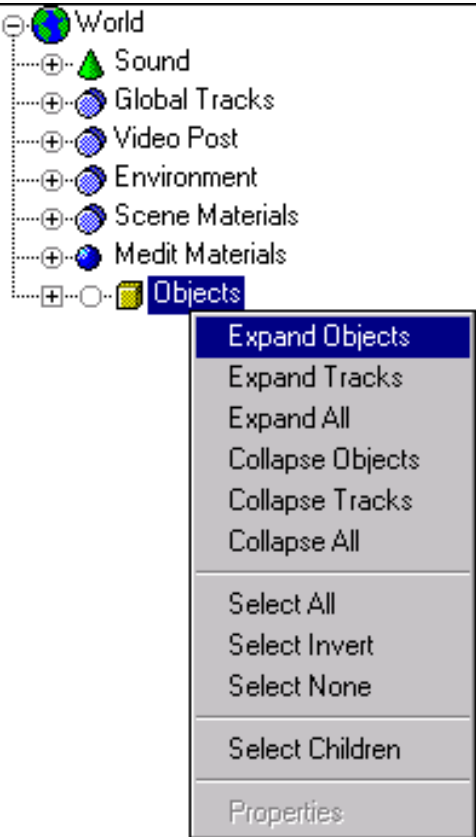 World
Sound
Global Tracks
Video Post
Environment
Scene Materials
Medit Materials
Objects
Expand Objects
Expand Tracks
Expand All
Collapse Objects
Collapse Tracks
Collapse All
Select All
Select Invert
Select None
Select Children
Properties